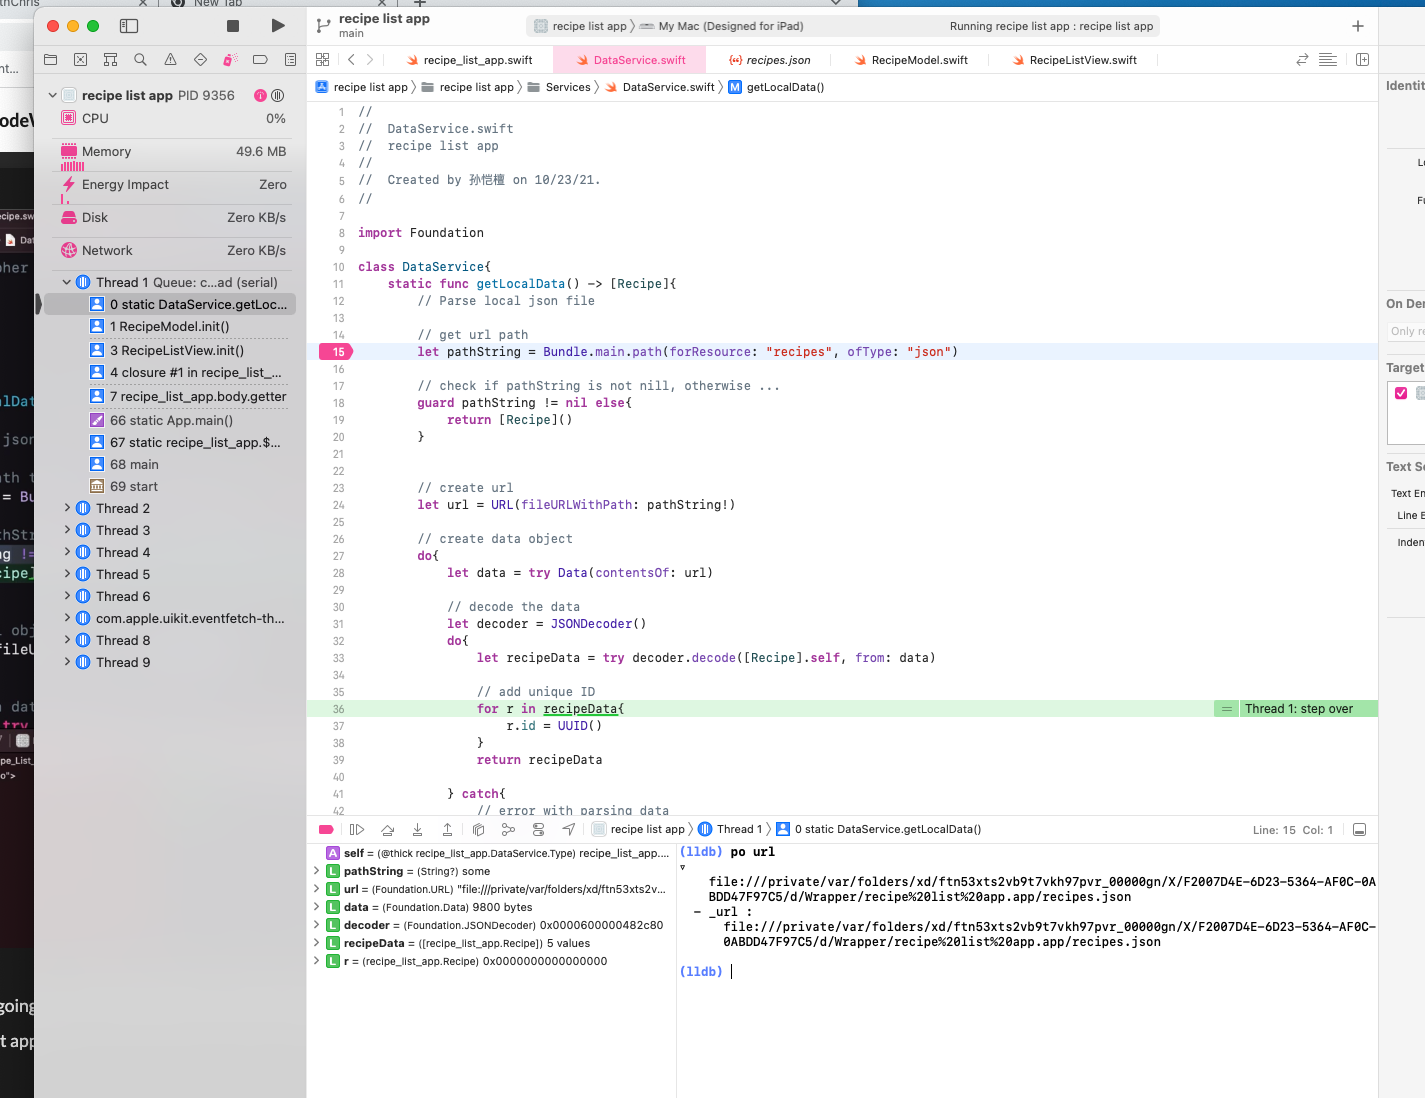 thChris
New Tab
recipe list app
main
recipe list app
My Mac (Designed for iPad)
Running recipe list app : recipe list app
recipe_list_app.swift
DataService.swift
recipes.json
RecipeModel.swift
RecipeListView.swift
recipe list app
recipe list app
Services
DataService.swift
getLocalData()
recipe list app PID 9356
CPU 0%
Memory 49.6 MB
Energy Impact Zero
Disk Zero KB/s
Network Zero KB/s
Thread 1 Queue: c...ad (serial)
0 static DataService.getLoc...
1 RecipeModel.init()
3 RecipeListView.init()
4 closure #1 in recipe_list_...
7 recipe_list_app.body.getter
66 static App.main()
67 static recipe_list_app.$...
68 main
69 start
Thread 2
Thread 3
Thread 4
Thread 5
Thread 6
com.apple.uikit.eventfetch-th...
Thread 8
Thread 9
1 //
2 //  DataService.swift
3 //  recipe list app
4 //
5 //  Created by 孙恺檀 on 10/23/21.
6 //
7
8 import Foundation
9
10 class DataService{
11     static func getLocalData() -> [Recipe]{
12         // Parse local json file
13
14         // get url path
15         let pathString = Bundle.main.path(forResource: "recipes", ofType: "json")
16
17         // check if pathString is not nill, otherwise ...
18         guard pathString != nil else{
19             return [Recipe]()
20         }
21
22
23         // create url
24         let url = URL(fileURLWithPath: pathString!)
25
26         // create data object
27         do{
28             let data = try Data(contentsOf: url)
29
30             // decode the data
31             let decoder = JSONDecoder()
32             do{
33                 let recipeData = try decoder.decode([Recipe].self, from: data)
34
35                 // add unique ID
36                 for r in recipeData{
Thread 1: step over
37                     r.id = UUID()
38                 }
39                 return recipeData
40
41             } catch{
42                 // error with parsing data
recipe list app
Thread 1
0 static DataService.getLocalData()
Line: 15 Col: 1
A self = (@thick recipe_list_app.DataService.Type) recipe_list_app....
L pathString = (String?) some
L url = (Foundation.URL) "file:///private/var/folders/xd/ftn53xts2v...
L data = (Foundation.Data) 9800 bytes
L decoder = (Foundation.JSONDecoder) 0x0000600000482c80
L recipeData = ([recipe_list_app.Recipe]) 5 values
L r = (recipe_list_app.Recipe) 0x0000000000000000
(lldb) po url
file:///private/var/folders/xd/ftn53xts2vb9t7vkh97pvr_00000gn/X/F2007D4E-6D23-5364-AF0C-0A
BDD47F97C5/d/Wrapper/recipe%20list%20app.app/recipes.json
- _url :
file:///private/var/folders/xd/ftn53xts2vb9t7vkh97pvr_00000gn/X/F2007D4E-6D23-5364-AF0C-
0ABDD47F97C5/d/Wrapper/recipe%20list%20app.app/recipes.json
(lldb)
Identit
On Der
Only re
Target
Text Se
Text En
Line E
Inden
going
t app